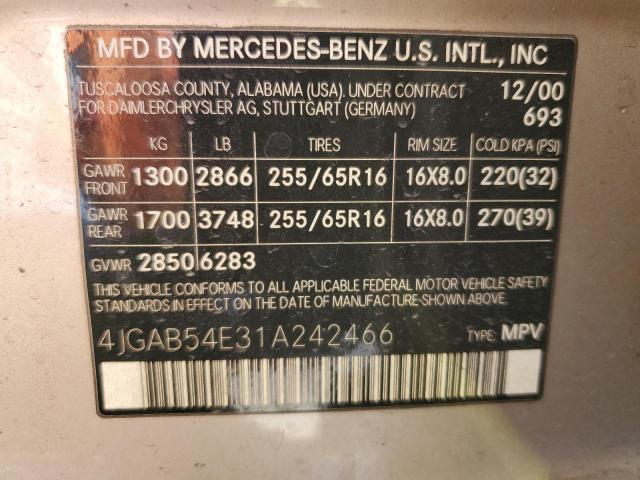 MFD BY MERCEDES-BENZ U.S. INTL., INC
TUSCALOOSA COUNTY, ALABAMA (USA). UNDER CONTRACT 12/00
FOR DAIMLERCHRYSLER AG, STUTTGART (GERMANY) 693
KG LB TIRES RIM SIZE COLD KPA (PSI)
GAWR FRONT 1300 2866 255/65R16 16X8.0 220(32)
GAWR REAR 1700 3748 255/65R16 16X8.0 270(39)
GVWR 2850 6283
THIS VEHICLE CONFORMS TO ALL APPLICABLE FEDERAL MOTOR VEHICLE SAFETY
STANDARDS IN EFFECT ON THE DATE OF MANUFACTURE SHOWN ABOVE.
4JGAB54E31A242466 TYPE: MPV